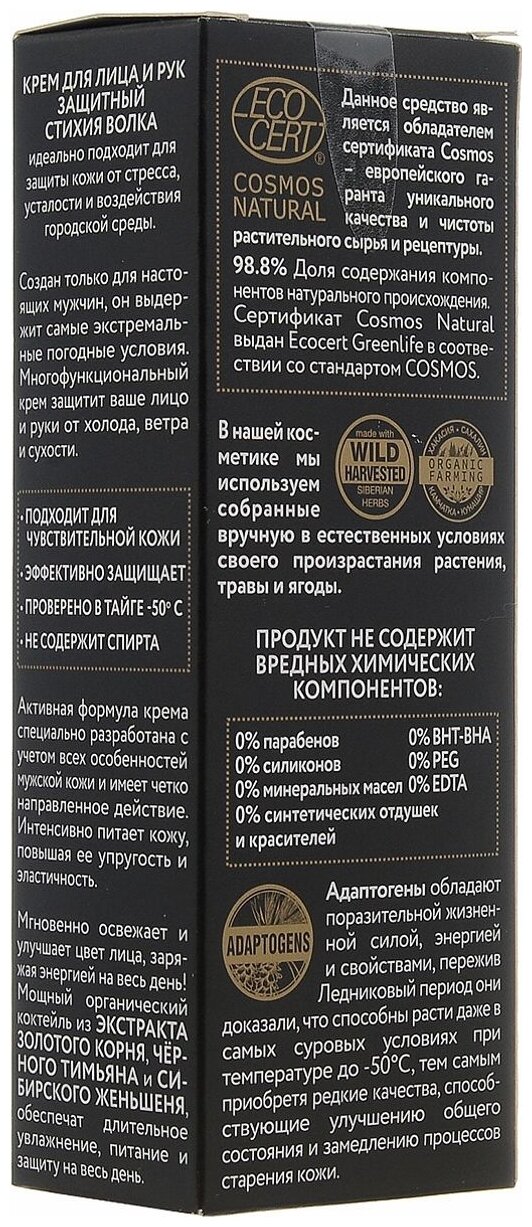 КРЕМ ДЛЯ ЛИЦА И РУК
ЗАЩИТНЫЙ
СТИХИЯ ВОЛКА
идеально подходит для
защиты кожи от стресса,
усталости и воздействия
городской среды.
Создан только для насто-
ящих мужчин, он выдер-
жит самые экстремаль-
ные погодные условия.
Многофункциональный
крем защитит ваше лицо
и руки от холода, ветра
и сухости.
• ПОДХОДИТ ДЛЯ
ЧУВСТВИТЕЛЬНОЙ КОЖИ
• ЭФФЕКТИВНО ЗАЩИЩАЕТ
• ПРОВЕРЕНО В ТАЙГЕ -50° С
• НЕ СОДЕРЖИТ СПИРТА
Активная формула крема
специально разработана с
учетом всех особенностей
мужской кожи и имеет четко
направленное действие.
Интенсивно питает кожу,
повышая ее упругость и
эластичность.
Мгновенно освежает и
улучшает цвет лица, заря-
жая энергией на весь день!
Мощный органический
коктейль из ЭКСТРАКТА
ЗОЛОТОГО КОРНЯ, ЧЁР-
НОГО ТИМЬЯНА и СИ-
БИРСКОГО ЖЕНЬШЕНЯ,
обеспечат длительное
увлажнение, питание и
защиту на весь день.
ECO
CERT
®
COSMOS
NATURAL
Данное средство яв-
ляется обладателем
сертификата Cosmos
– европейского га-
ранта уникального
качества и чистоты
растительного сырья и рецептуры.
98.8% Доля содержания компо-
нентов натурального происхождения.
Сертификат Cosmos Natural
выдан Ecocert Greenlife в соотве-
ствии со стандартом COSMOS.
В нашей кос-
метике мы
используем
собранные
вручную в естественных условиях
своего произрастания растения,
травы и ягоды.
made with
WILD
HARVESTED
SIBERIAN
HERBS
ХАКАСИЯ • САХАЛИН
ORGANIC
FARMING
КАМЧАТКА • КУНАШИР
ПРОДУКТ НЕ СОДЕРЖИТ
ВРЕДНЫХ ХИМИЧЕСКИХ
КОМПОНЕНТОВ:
0% парабенов 0% BHT-BHA
0% силиконов 0% PEG
0% минеральных масел 0% EDTA
0% синтетических отдушек
и красителей
ADAPTOGENS
Адаптогены обладают
поразительной жизнен-
ной силой, энергией
и свойствами, пережив
Ледниковый период они
доказали, что способны расти даже в
самых суровых условиях при
температуре до -50°С, тем самым
приобретя редкие качества, способ-
ствующие улучшению общего
состояния и замедлению процессов
старения кожи.